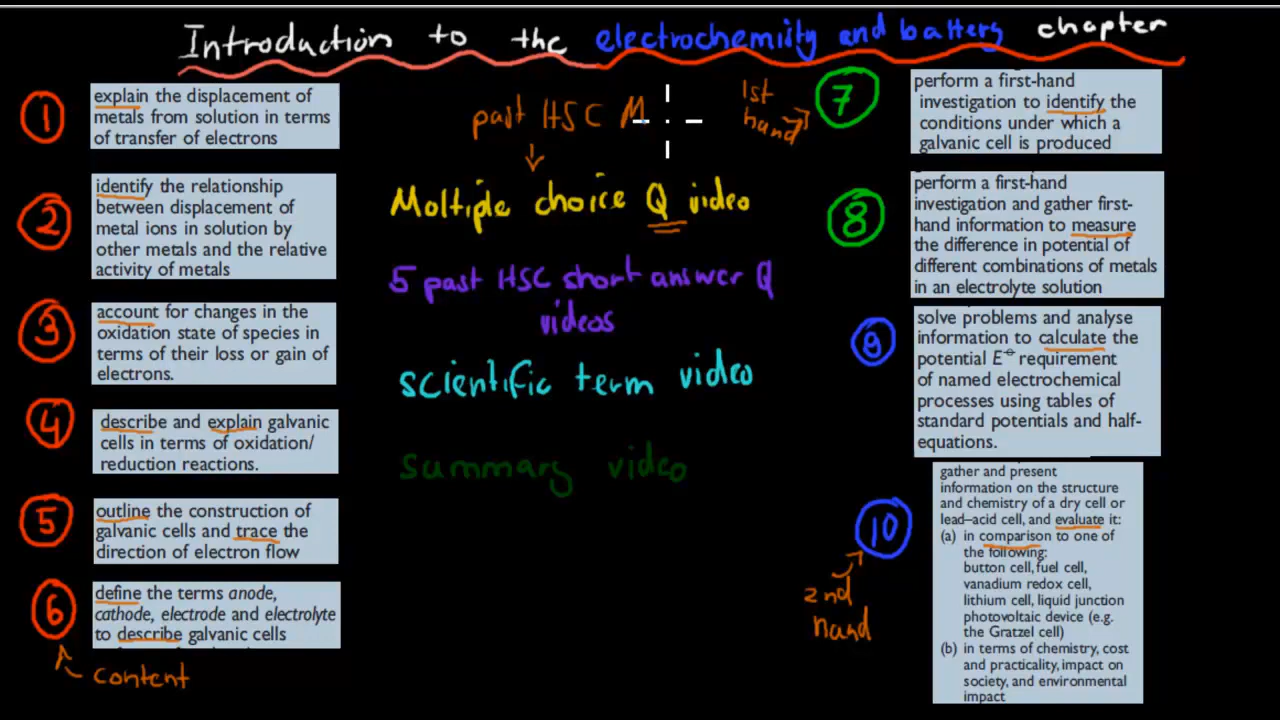 Introduction to the electrochemisty and battery chapter
1
explain the displacement of
metals from solution in terms
of transfer of electrons
2
identify the relationship
between displacement of
metal ions in solution by
other metals and the relative
activity of metals
3
account for changes in the
oxidation state of species in
terms of their loss or gain of
electrons.
4
describe and explain galvanic
cells in terms of oxidation/
reduction reactions.
5
outline the construction of
galvanic cells and trace the
direction of electron flow
6
define the terms anode,
cathode, electrode and electrolyte
to describe galvanic cells
content
past HSC M
Moltiple choice Q video
5 past HSC short answer Q
videos
scientific term video
summary video
1st
hand
7
perform a first-hand
investigation to identify the
conditions under which a
galvanic cell is produced
8
perform a first-hand
investigation and gather first-
hand information to measure
the difference in potential of
different combinations of metals
in an electrolyte solution
9
solve problems and analyse
information to calculate the
potential E⦵ requirement
of named electrochemical
processes using tables of
standard potentials and half-
equations.
10
2nd
hand
gather and present
information on the structure
and chemistry of a dry cell or
lead–acid cell, and evaluate it:
(a) in comparison to one of
the following:
button cell, fuel cell,
vanadium redox cell,
lithium cell, liquid junction
photovoltaic device (e.g.
the Gratzel cell)
(b) in terms of chemistry, cost
and practicality, impact on
society, and environmental
impact